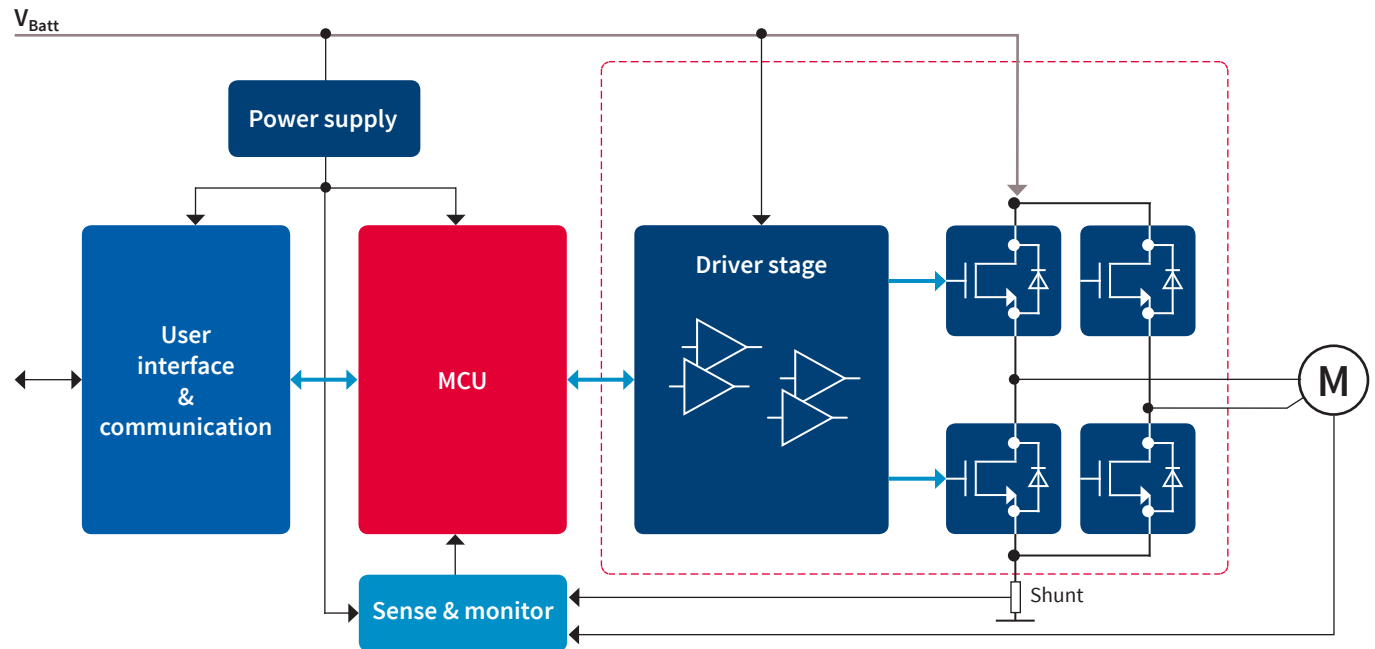 VBatt
Power supply
Driver stage
User
interface
&
communication
MCU
M
Sense & monitor
Shunt